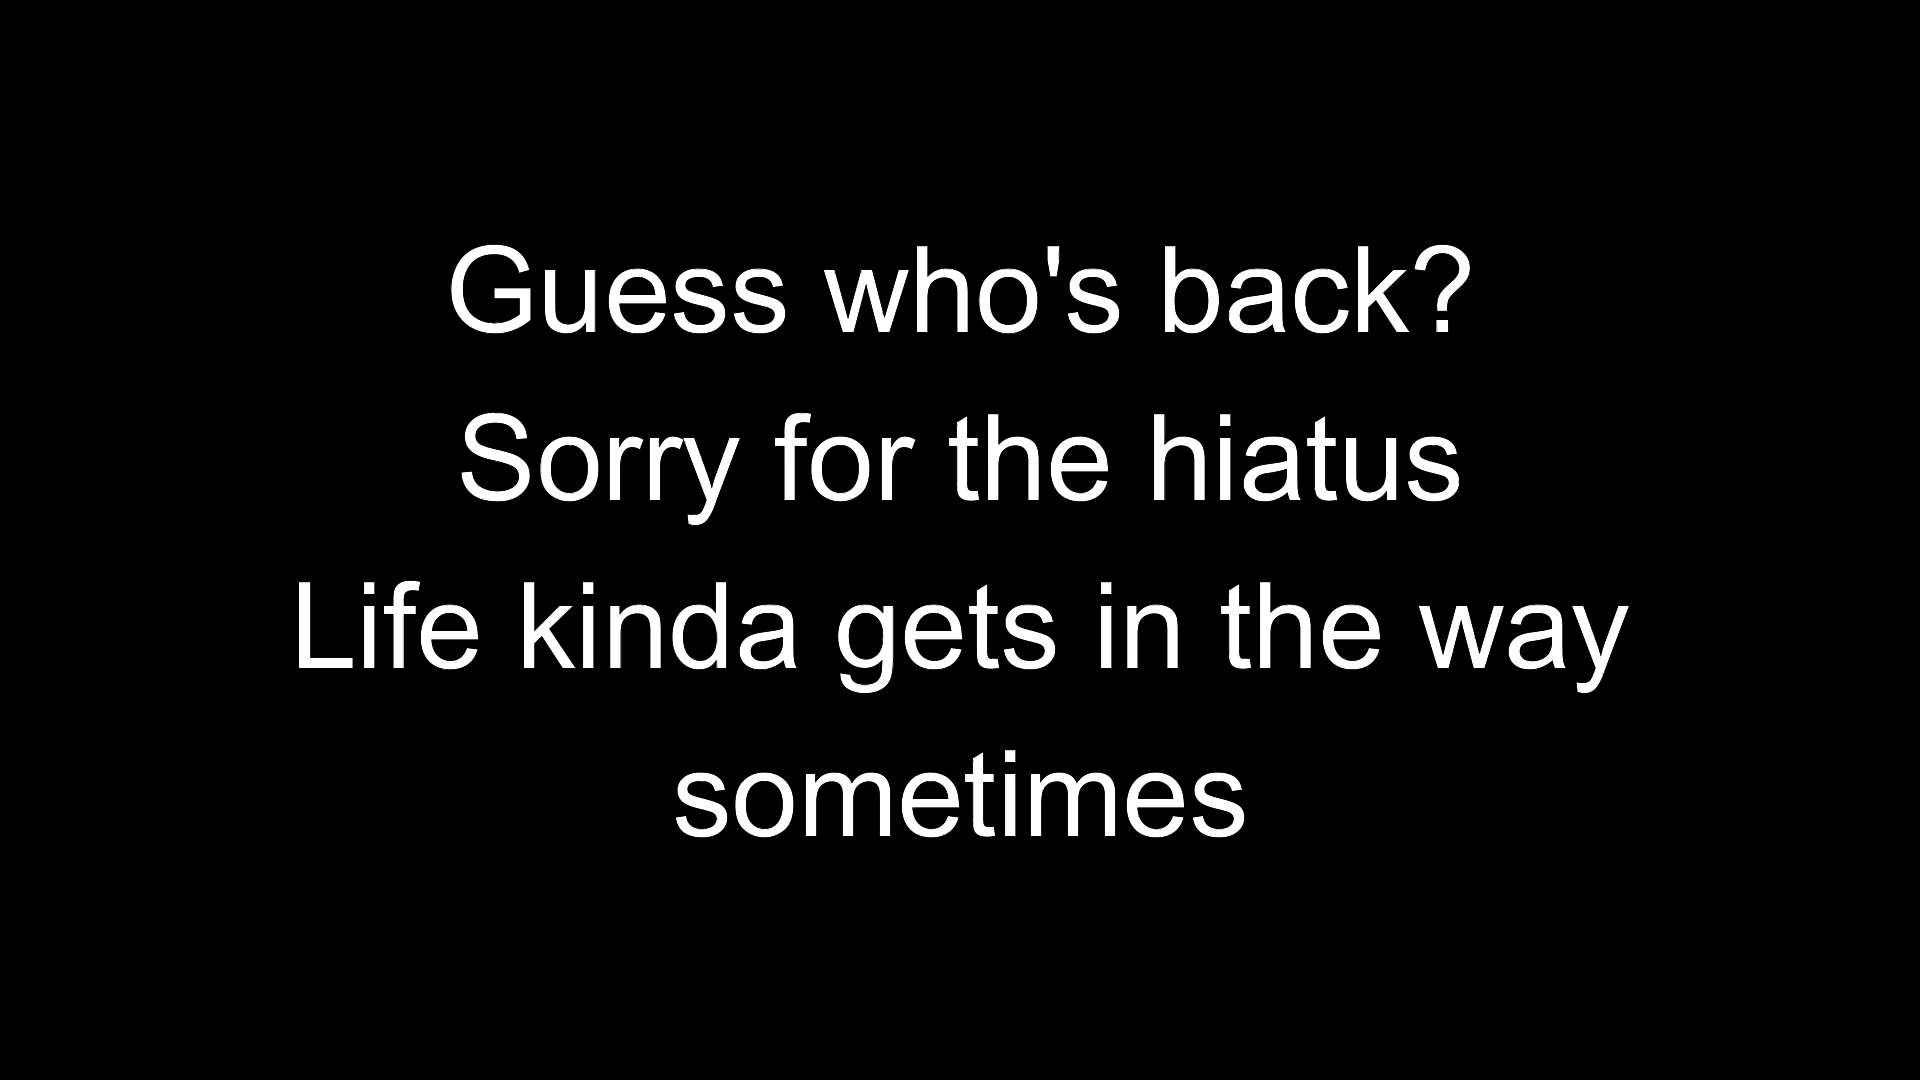 Guess who's back?
Sorry for the hiatus
Life kinda gets in the way
sometimes